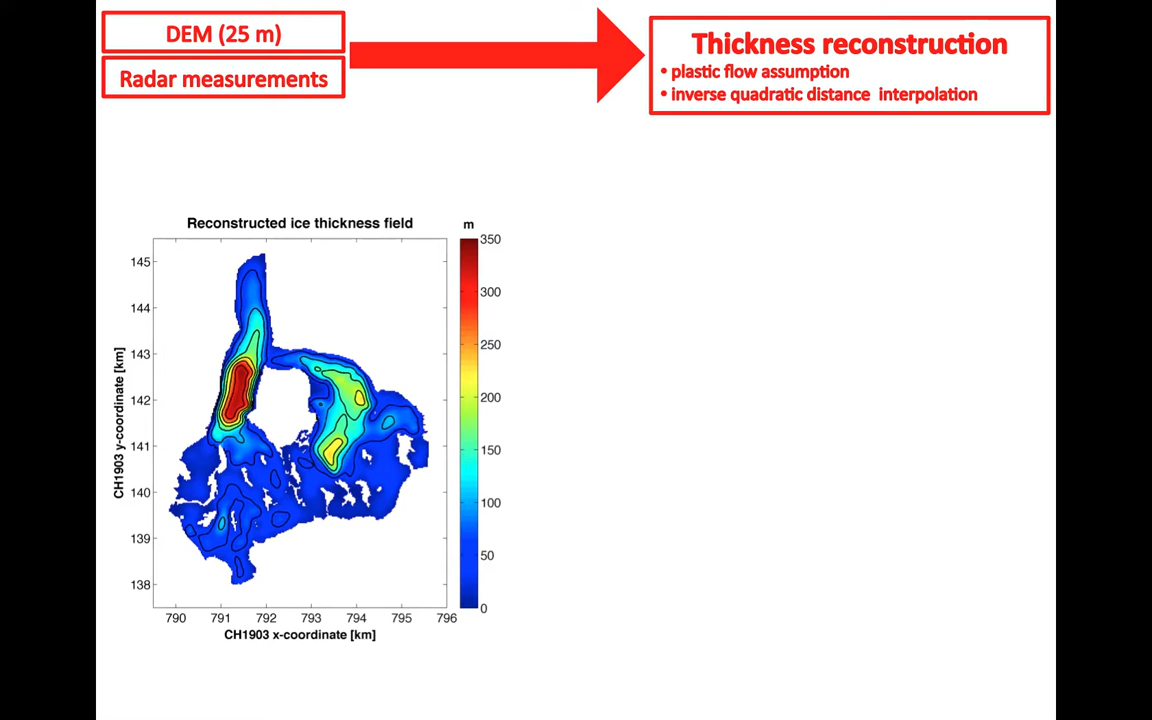 DEM (25 m)
Radar measurements
Thickness reconstruction
• plastic flow assumption
• inverse quadratic distance interpolation
Reconstructed ice thickness field
m
350
300
250
200
150
100
50
0
CH1903 y-coordinate [km]
145
144
143
142
141
140
139
138
790 791 792 793 794 795 796
CH1903 x-coordinate [km]